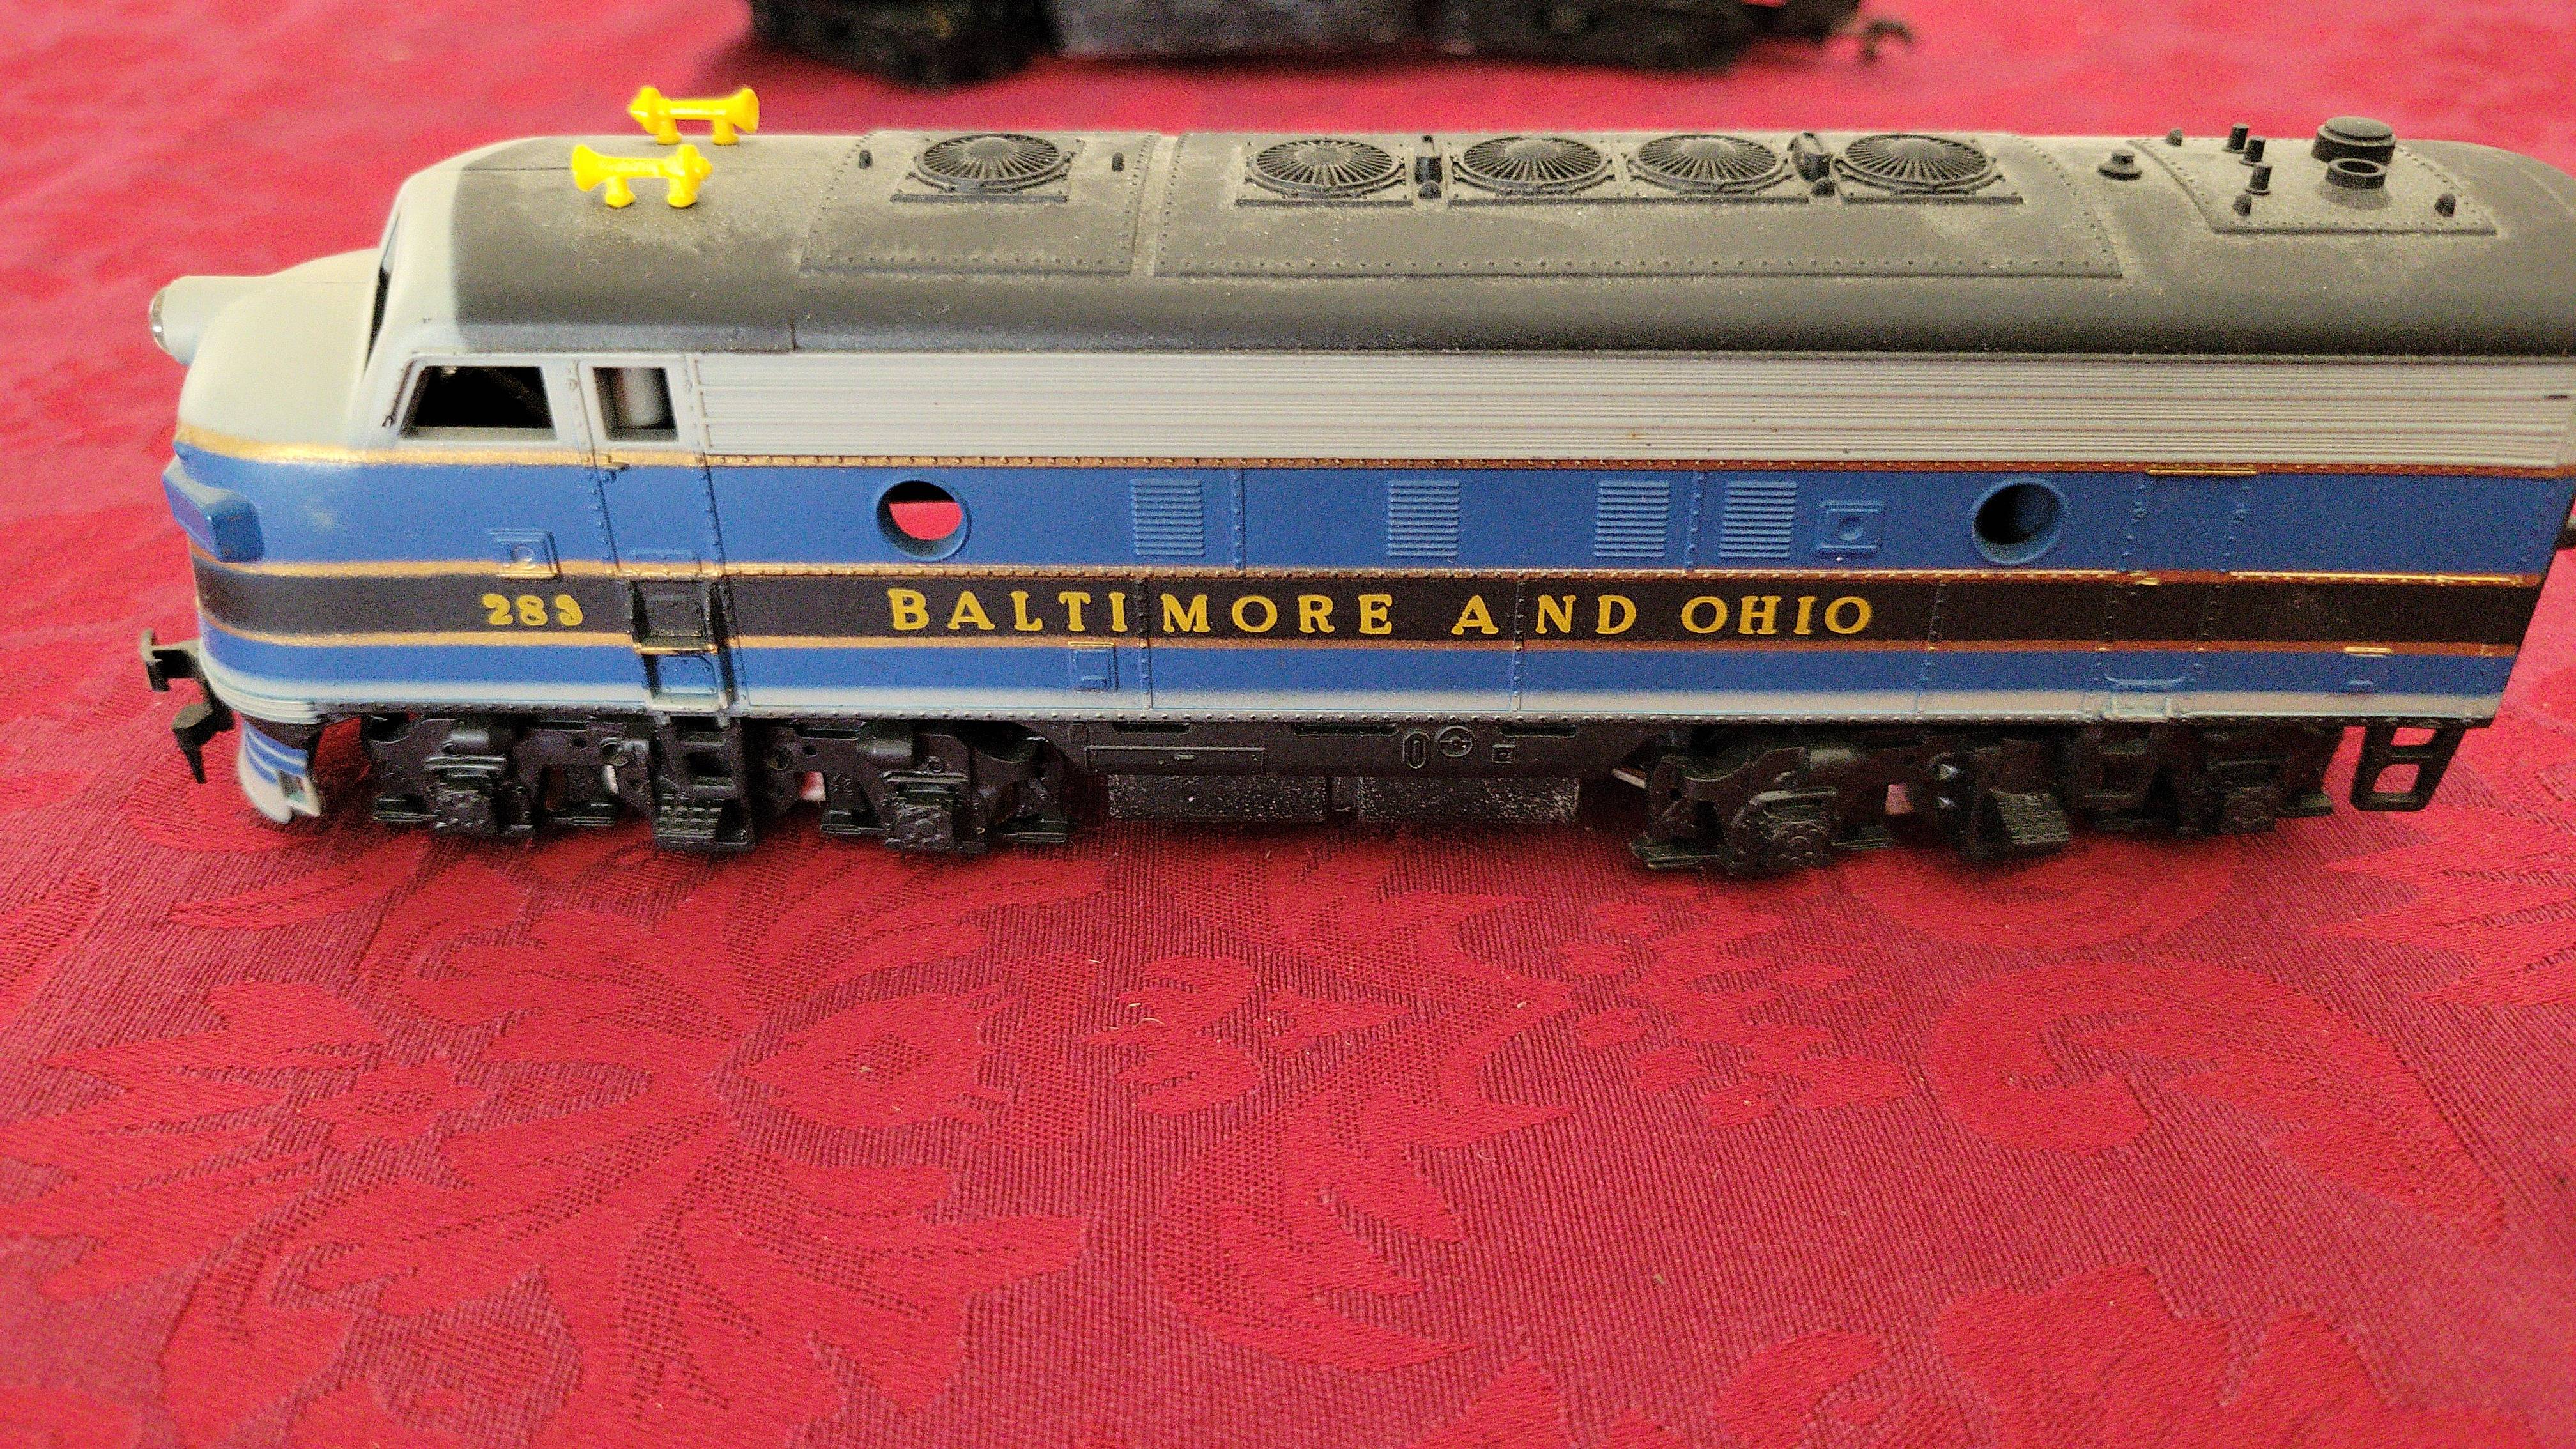 283
BALTIMORE AND OHIO